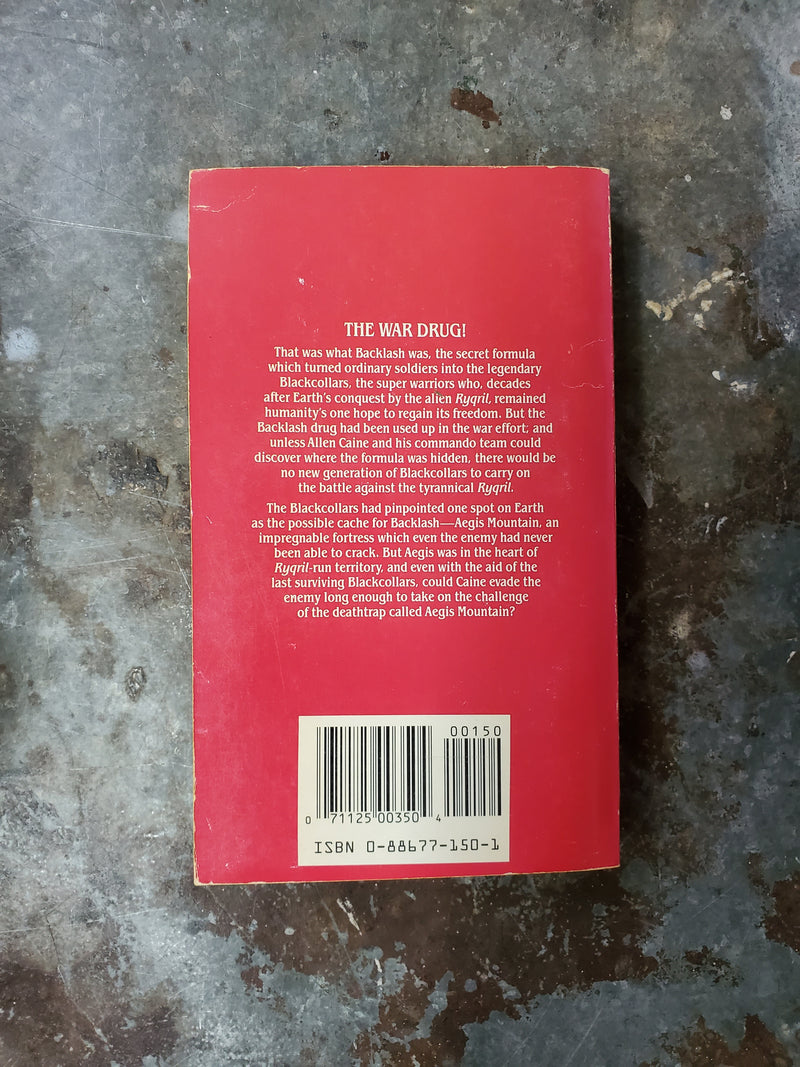 THE WAR DRUG!
That was what Backlash was, the secret formula
which turned ordinary soldiers into the legendary
Blackcollars, the super warriors who, decades
after Earth's conquest by the alien Ryqril, remained
humanity's one hope to regain its freedom. But the
Backlash drug had been used up in the war effort; and
unless Allen Caine and his commando team could
discover where the formula was hidden, there would be
no new generation of Blackcollars to carry on
the battle against the tyrannical Ryqril.
The Blackcollars had pinpointed one spot on Earth
as the possible cache for Backlash—Aegis Mountain, an
impregnable fortress which even the enemy had never
been able to crack. But Aegis was in the heart of
Ryqril-run territory, and even with the aid of the
last surviving Blackcollars, could Caine evade the
enemy long enough to take on the challenge
of the deathtrap called Aegis Mountain?
00150
0 71125 00350 4
ISBN 0-88677-150-1